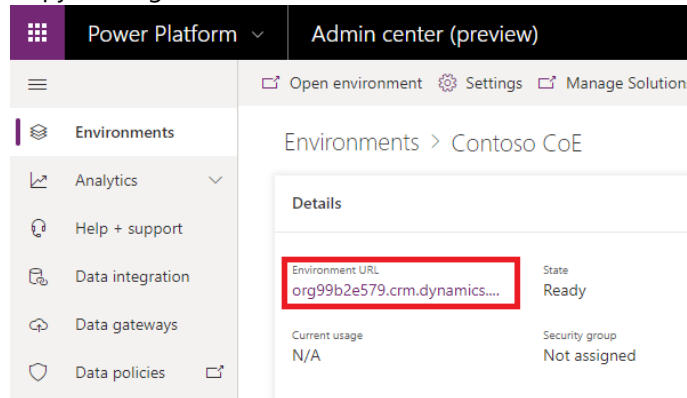 Power Platform
Admin center (preview)
Open environment
Settings
Manage Solution
Environments
Analytics
Help + support
Data integration
Data gateways
Data policies
Environments > Contoso CoE
Details
Environment URL
org99b2e579.crm.dynamics....
State
Ready
Current usage
N/A
Security group
Not assigned